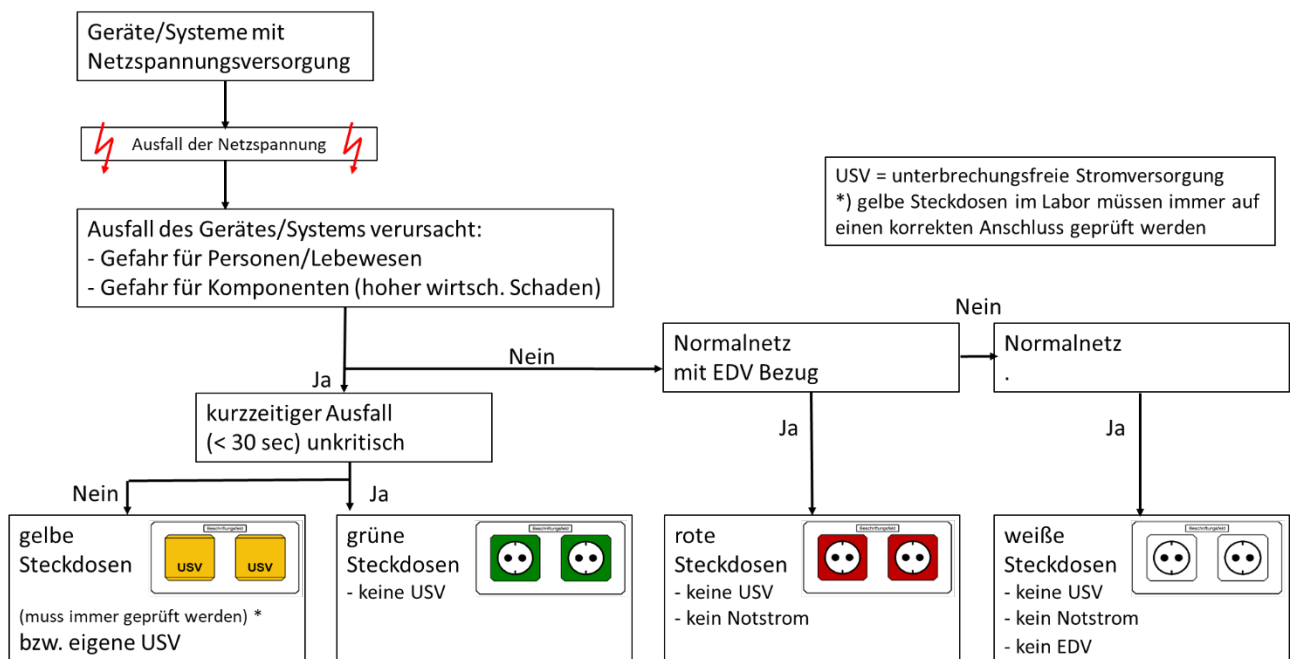 Geräte/Systeme mit
Netzspannungsversorgung
Ausfall der Netzspannung
USV = unterbrechungsfreie Stromversorgung
*) gelbe Steckdosen im Labor müssen immer auf
einen korrekten Anschluss geprüft werden
Ausfall des Gerätes/Systems verursacht:
- Gefahr für Personen/Lebewesen
- Gefahr für Komponenten (hoher wirtsch. Schaden)
Nein
Ja
Nein
Normalnetz
mit EDV Bezug
Normalnetz
.
kurzzeitiger Ausfall
(< 30 sec) unkritisch
Ja
Ja
Nein
Ja
gelbe
Steckdosen
Beschriftungsfeld
USV
USV
(muss immer geprüft werden) *
bzw. eigene USV
grüne
Steckdosen
- keine USV
Beschriftungsfeld
rote
Steckdosen
- keine USV
- kein Notstrom
Beschriftungsfeld
weiße
Steckdosen
- keine USV
- kein Notstrom
- kein EDV
Beschriftungsfeld